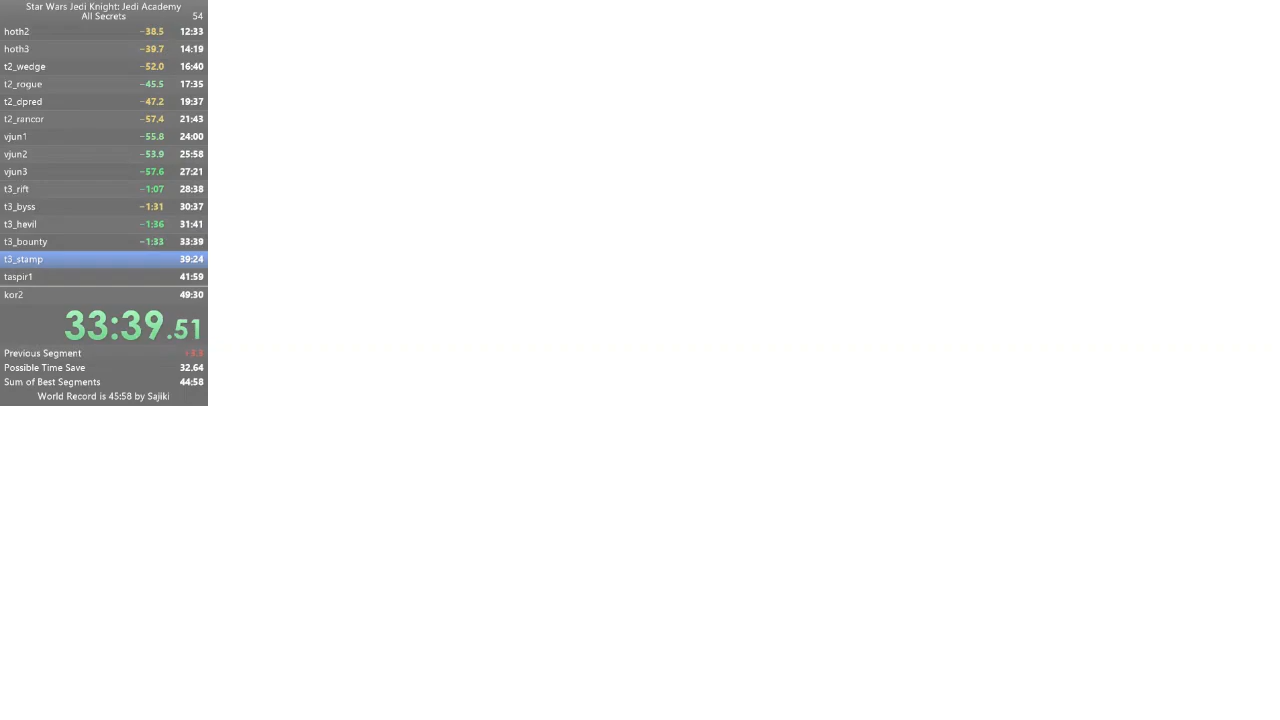 Star Wars Jedi Knight: Jedi Academy
All Secrets 54
hoth2 −38.5 12:33
hoth3 −39.7 14:19
t2_wedge −52.0 16:40
t2_rogue −45.5 17:35
t2_dpred −47.2 19:37
t2_rancor −57.4 21:43
vjun1 −55.8 24:00
vjun2 −53.9 25:58
vjun3 −57.6 27:21
t3_rift −1:07 28:38
t3_byss −1:31 30:37
t3_hevil −1:36 31:41
t3_bounty −1:33 33:39
t3_stamp 39:24
taspir1 41:59
kor2 49:30
33:39.51
Previous Segment +3.3
Possible Time Save 32.64
Sum of Best Segments 44:58
World Record is 45:58 by Sajiki